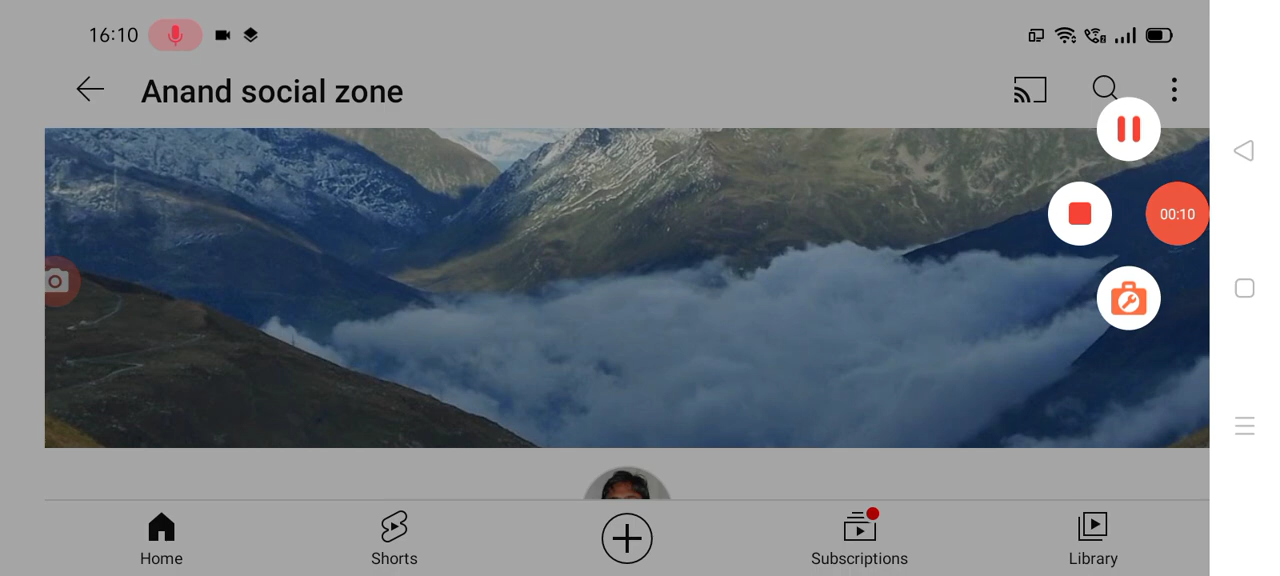 16:10
Anand social zone
00:10
Home
Shorts
Subscriptions
Library